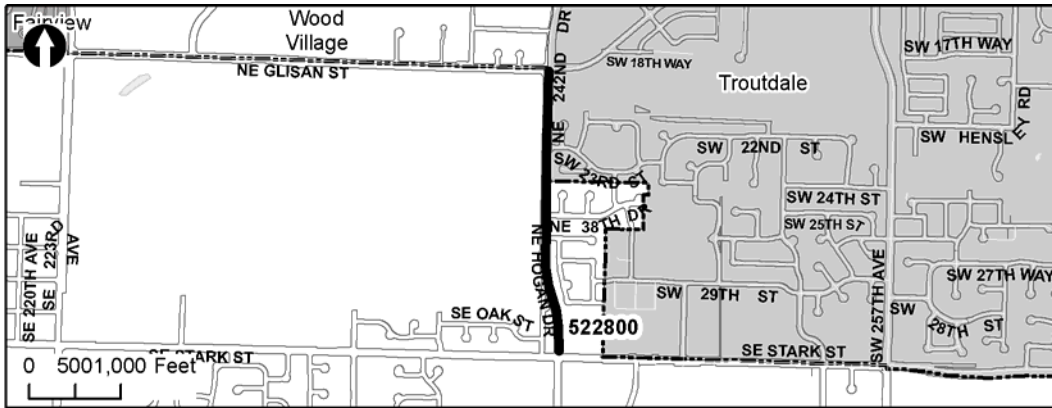 Fairview
Wood
Village
SW 17TH WAY
NE GLISAN ST
NE 242ND DR
SW 18TH WAY
Troutdale
SW HENSLEY RD
SW 22ND ST
SW 23RD ST
SW 24TH ST
SW 25TH ST
NE 38TH DR
SE 220TH AVE
SE 223RD AVE
NE HOGAN DR
SW 257TH AVE
SW 27TH WAY
SW 29TH ST
SW 28TH ST
SE OAK ST
522800
SE STARK ST
SE STARK ST
0 500 1,000 Feet